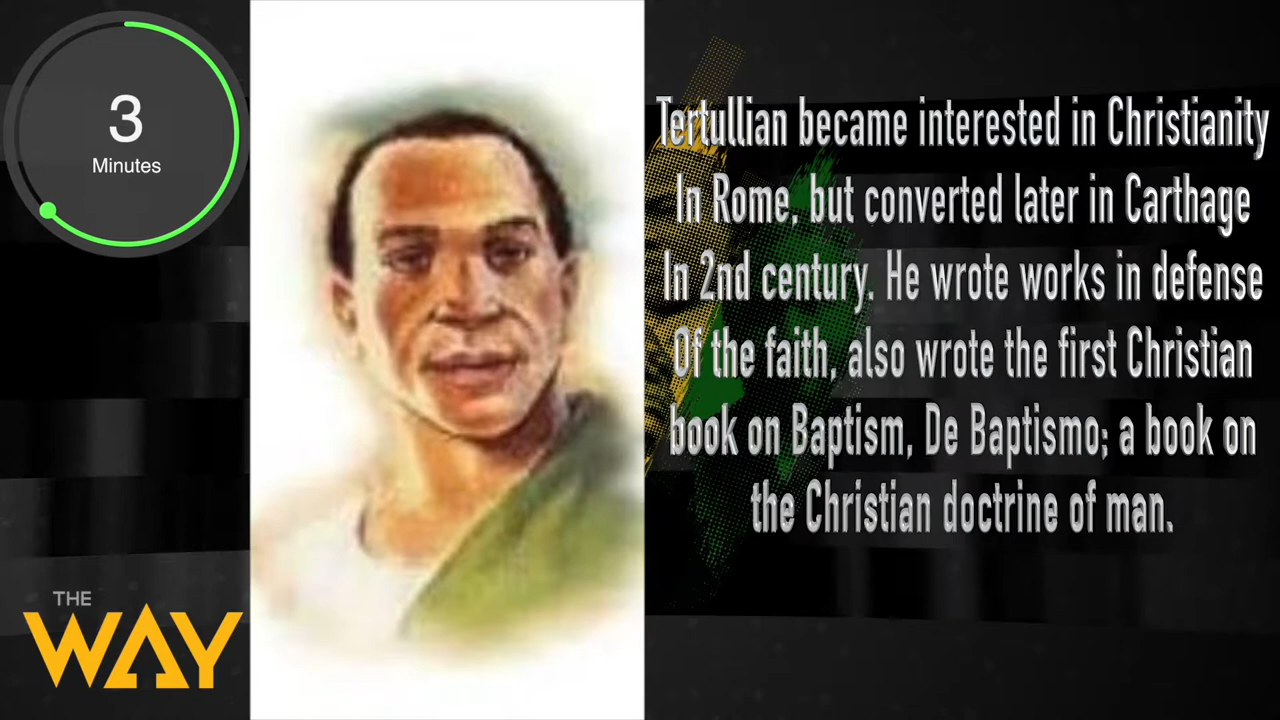 3
Minutes
Tertullian became interested in Christianity
In Rome, but converted later in Carthage
In 2nd century. He wrote works in defense
Of the faith, also wrote the first Christian
book on Baptism, De Baptismo; a book on
the Christian doctrine of man.
THE
WAY